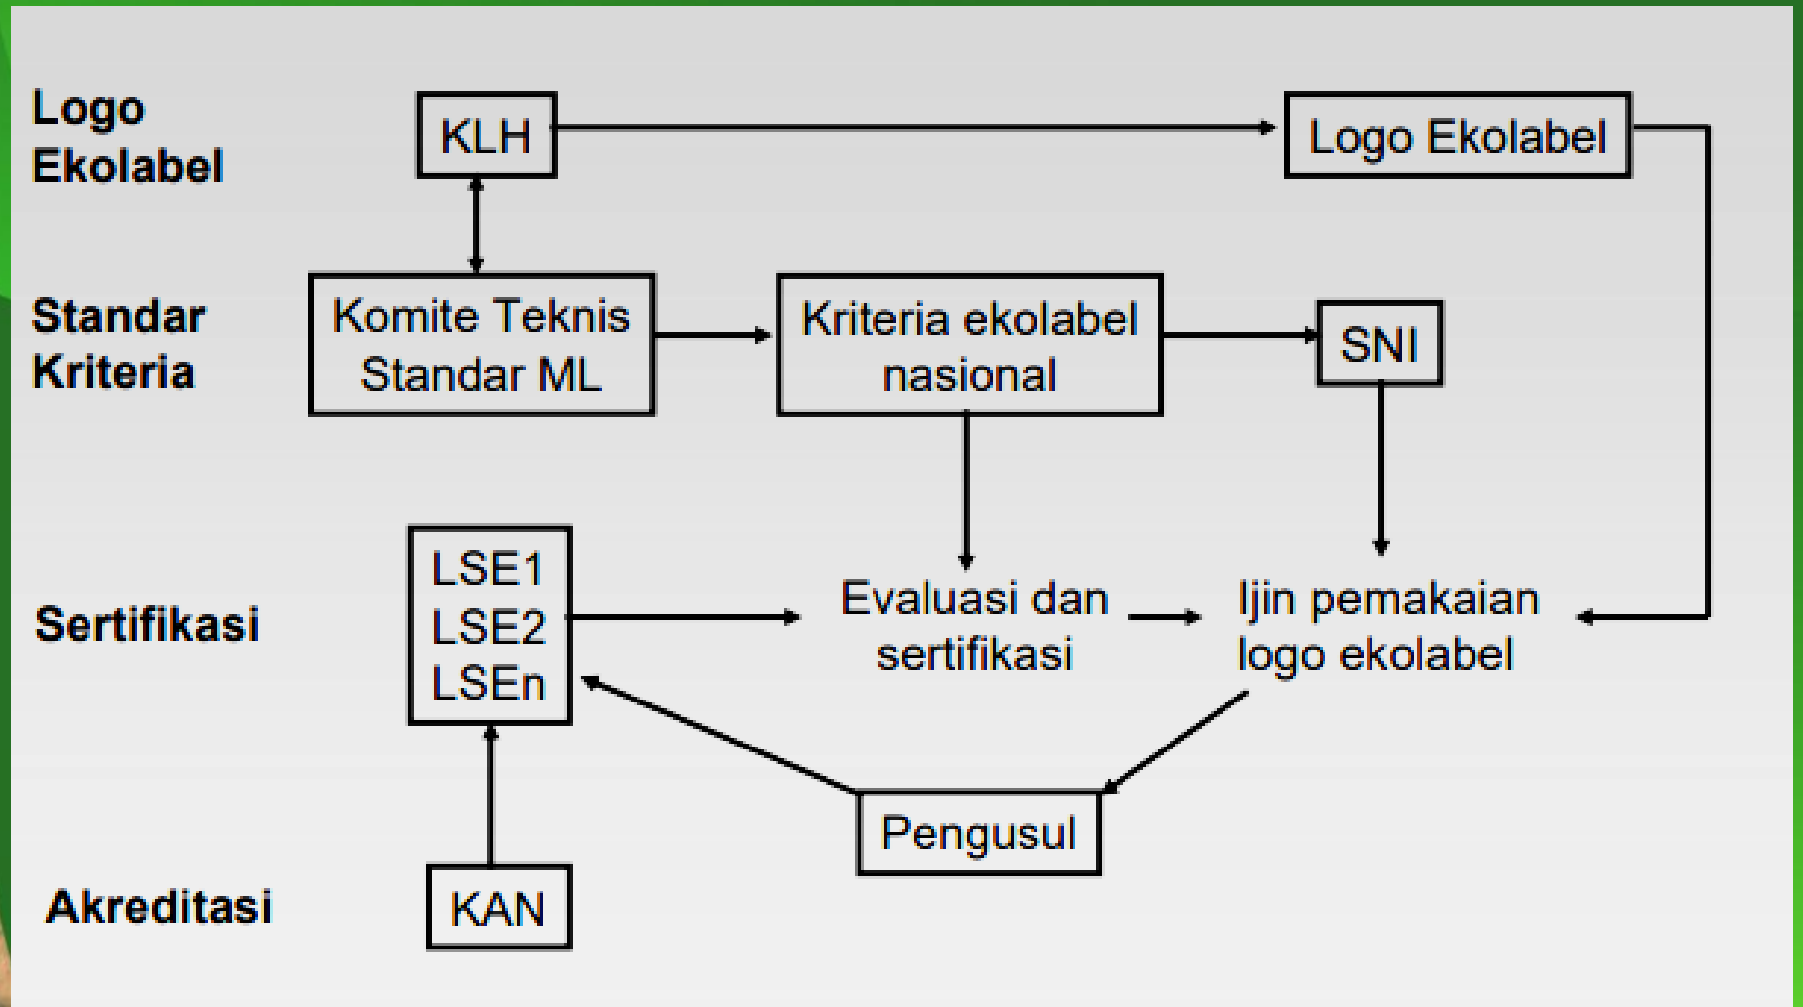 Logo
Ekolabel
KLH
Logo Ekolabel
Standar
Kriteria
Komite Teknis
Standar ML
Kriteria ekolabel
nasional
SNI
Sertifikasi
LSE1
LSE2
LSEn
Evaluasi dan
sertifikasi
Ijin pemakaian
logo ekolabel
Pengusul
Akreditasi
KAN